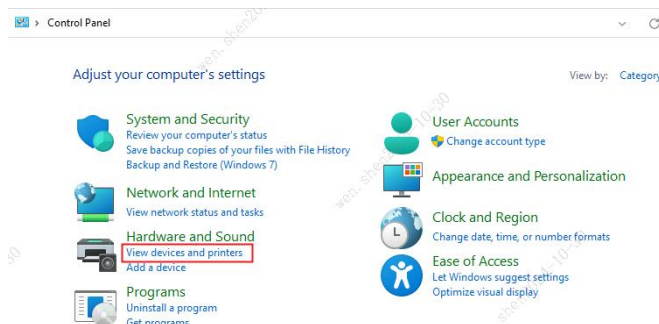 Control Panel
Adjust your computer's settings
View by: Category
System and Security
Review your computer's status
Save backup copies of your files with File History
Backup and Restore (Windows 7)
Network and Internet
View network status and tasks
Hardware and Sound
View devices and printers
Add a device
Programs
Uninstall a program
Get programs
User Accounts
Change account type
Appearance and Personalization
Clock and Region
Change date, time, or number formats
Ease of Access
Let Windows suggest settings
Optimize visual display